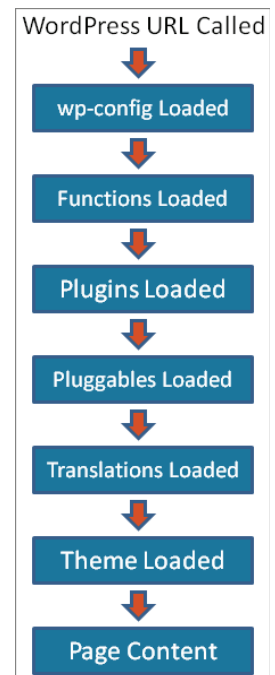 WordPress URL Called
wp-config Loaded
Functions Loaded
Plugins Loaded
Pluggables Loaded
Translations Loaded
Theme Loaded
Page Content